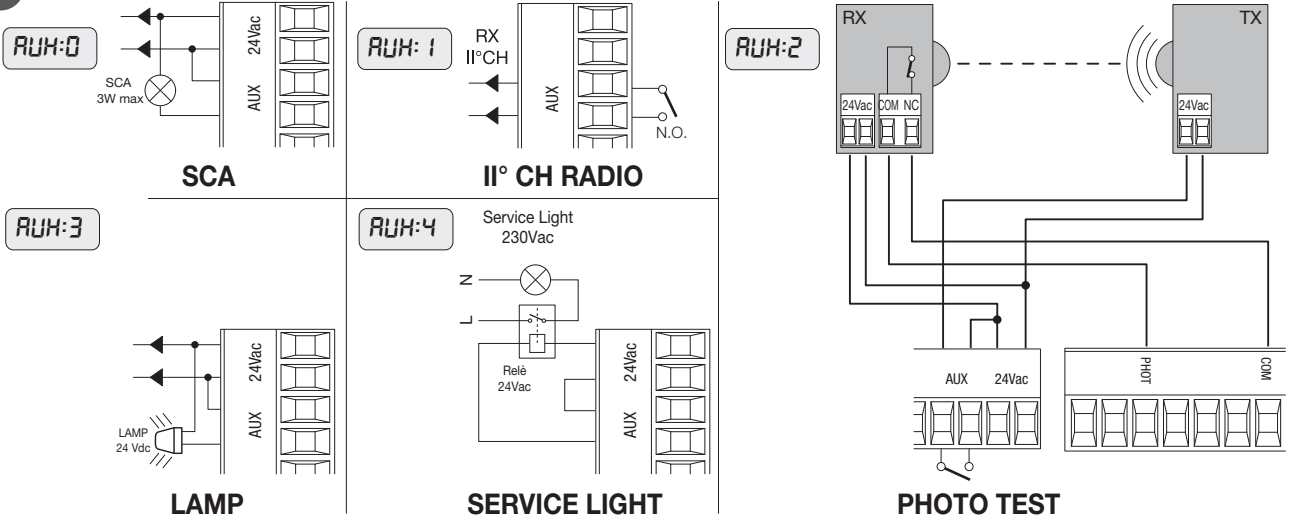 AUX:0
24Vac
AUX
SCA
3W max
SCA
AUX: 1
RX
II°CH
AUX
N.O.
II° CH RADIO
AUX:2
RX
TX
24Vac
COM
NC
24Vac
AUX
24Vac
PHOT
COM
PHOTO TEST
AUX:3
24Vac
AUX
LAMP
24 Vdc
LAMP
AUX:4
Service Light
230Vac
N
L
Relè
24Vac
24Vac
AUX
SERVICE LIGHT